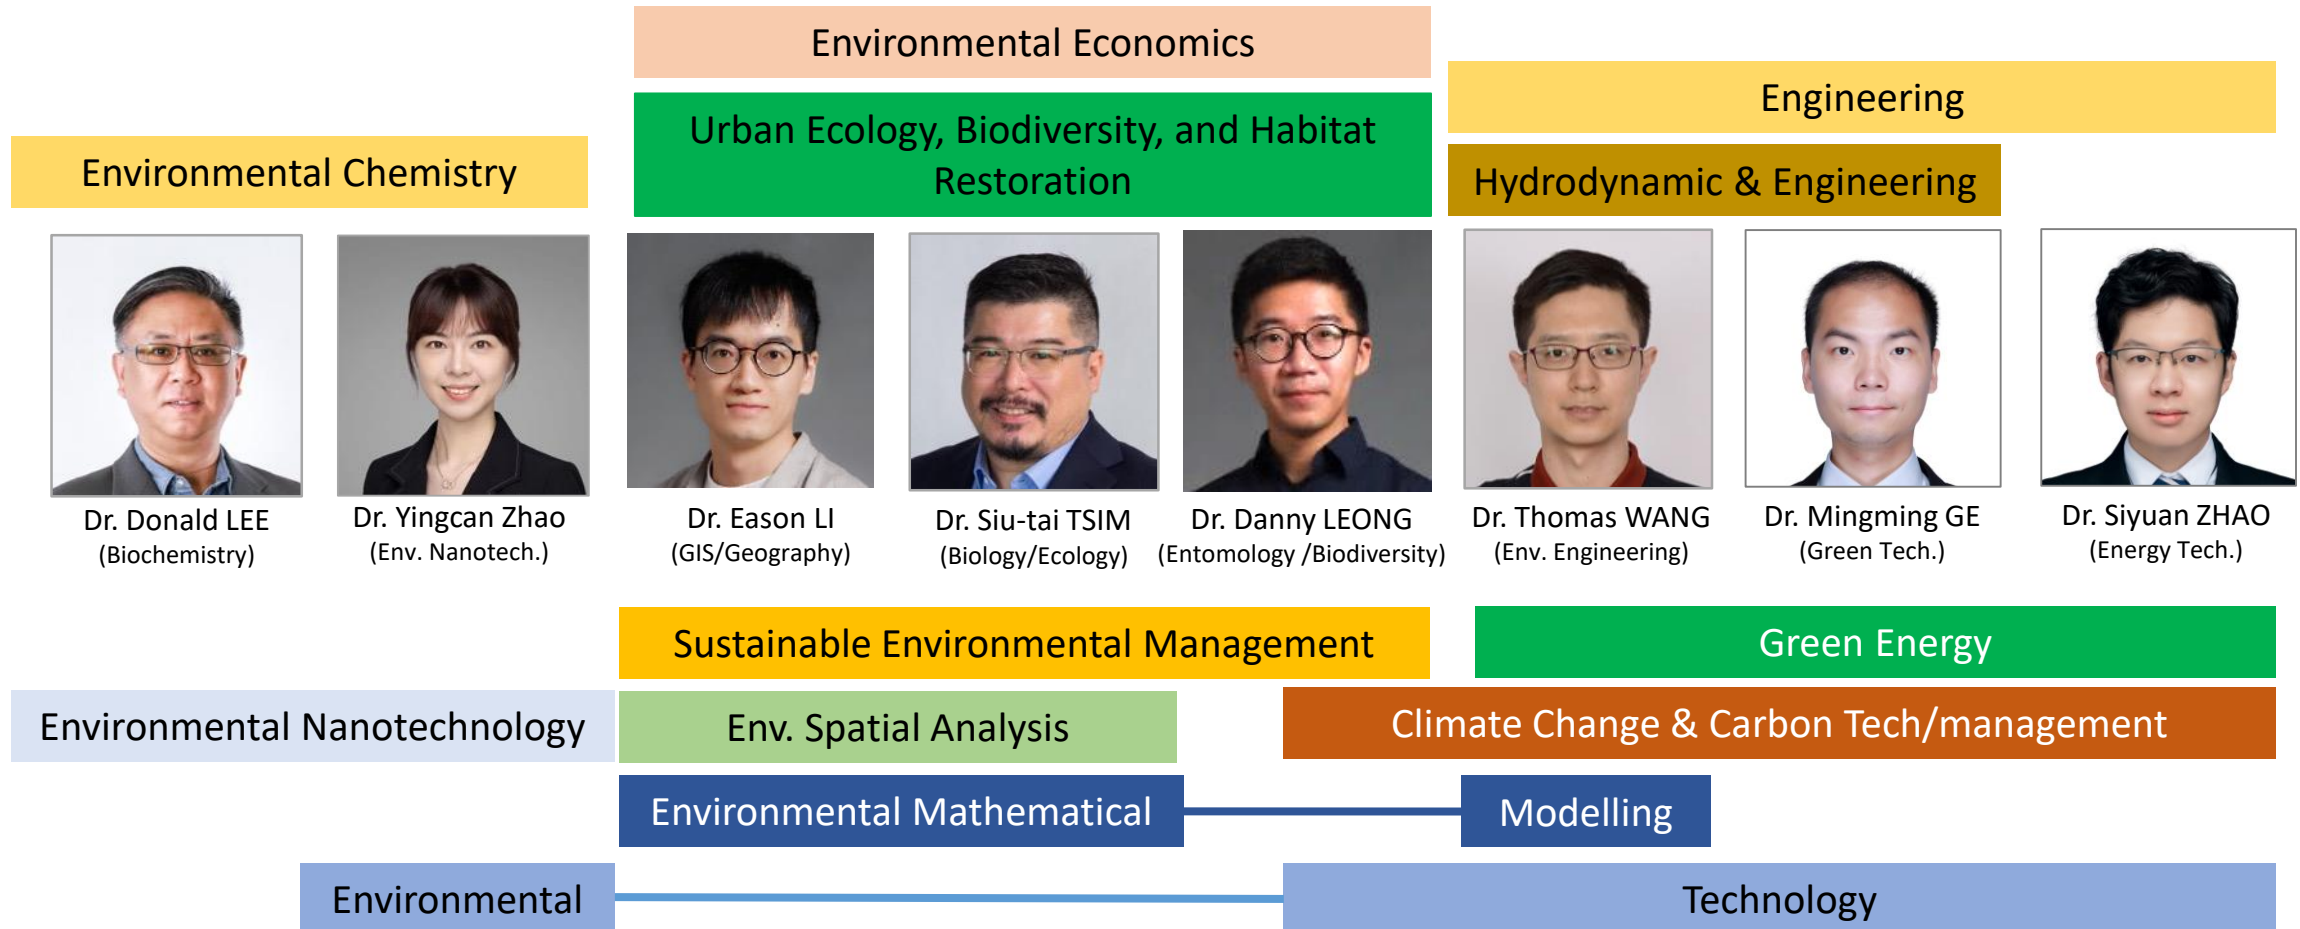 Environmental Economics
Engineering
Urban Ecology, Biodiversity, and Habitat
Restoration
Environmental Chemistry
Hydrodynamic & Engineering
Dr. Donald LEE
(Biochemistry)
Dr. Yingcan Zhao
(Env. Nanotech.)
Dr. Eason LI
(GIS/Geography)
Dr. Siu-tai TSIM
(Biology/Ecology)
Dr. Danny LEONG
(Entomology /Biodiversity)
Dr. Thomas WANG
(Env. Engineering)
Dr. Mingming GE
(Green Tech.)
Dr. Siyuan ZHAO
(Energy Tech.)
Sustainable Environmental Management
Green Energy
Environmental Nanotechnology
Env. Spatial Analysis
Climate Change & Carbon Tech/management
Environmental Mathematical
Modelling
Environmental
Technology